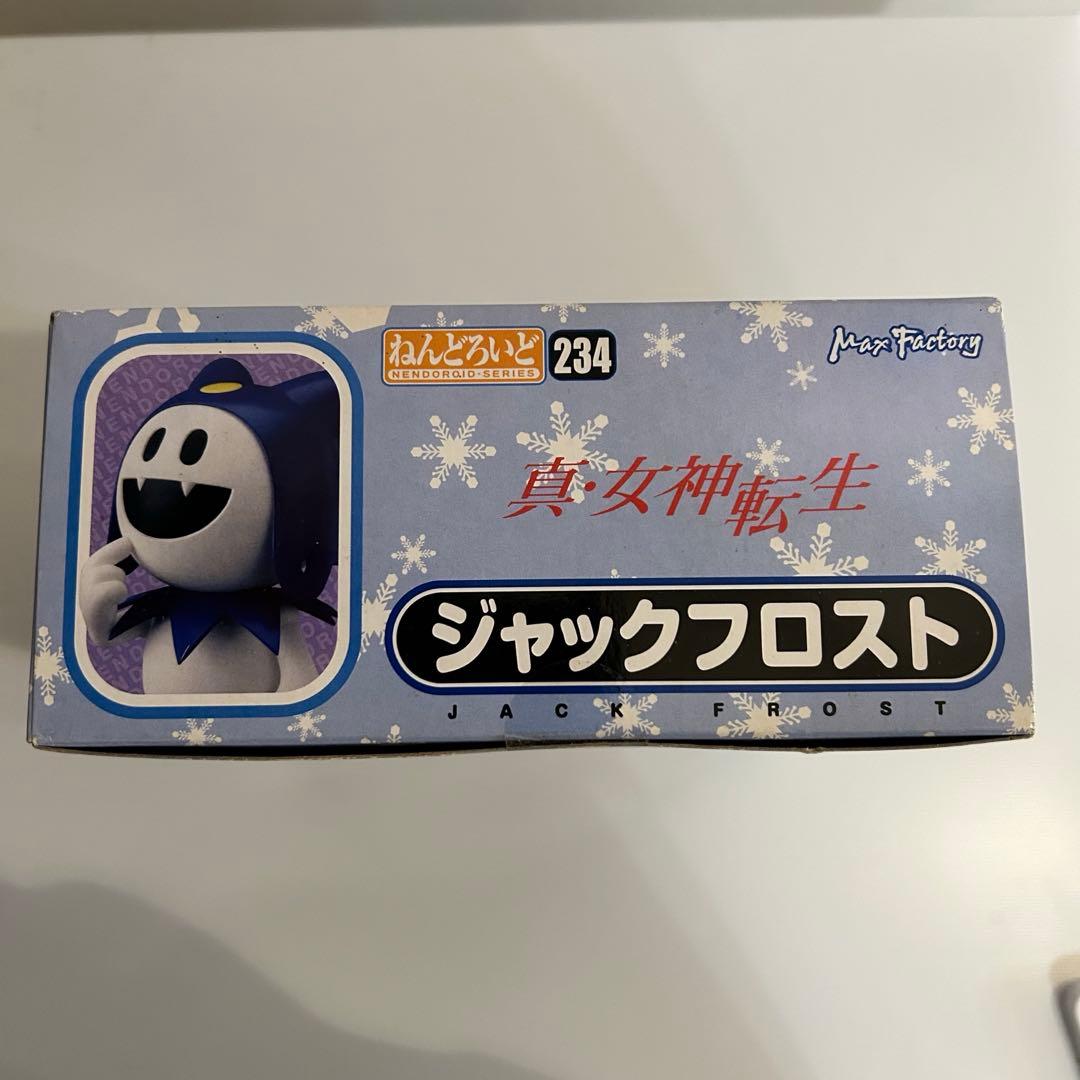 ねんどろいど
NENDOROID-SERIES
234
Max Factory
真・女神転生
ジャックフロスト
JACK FROST